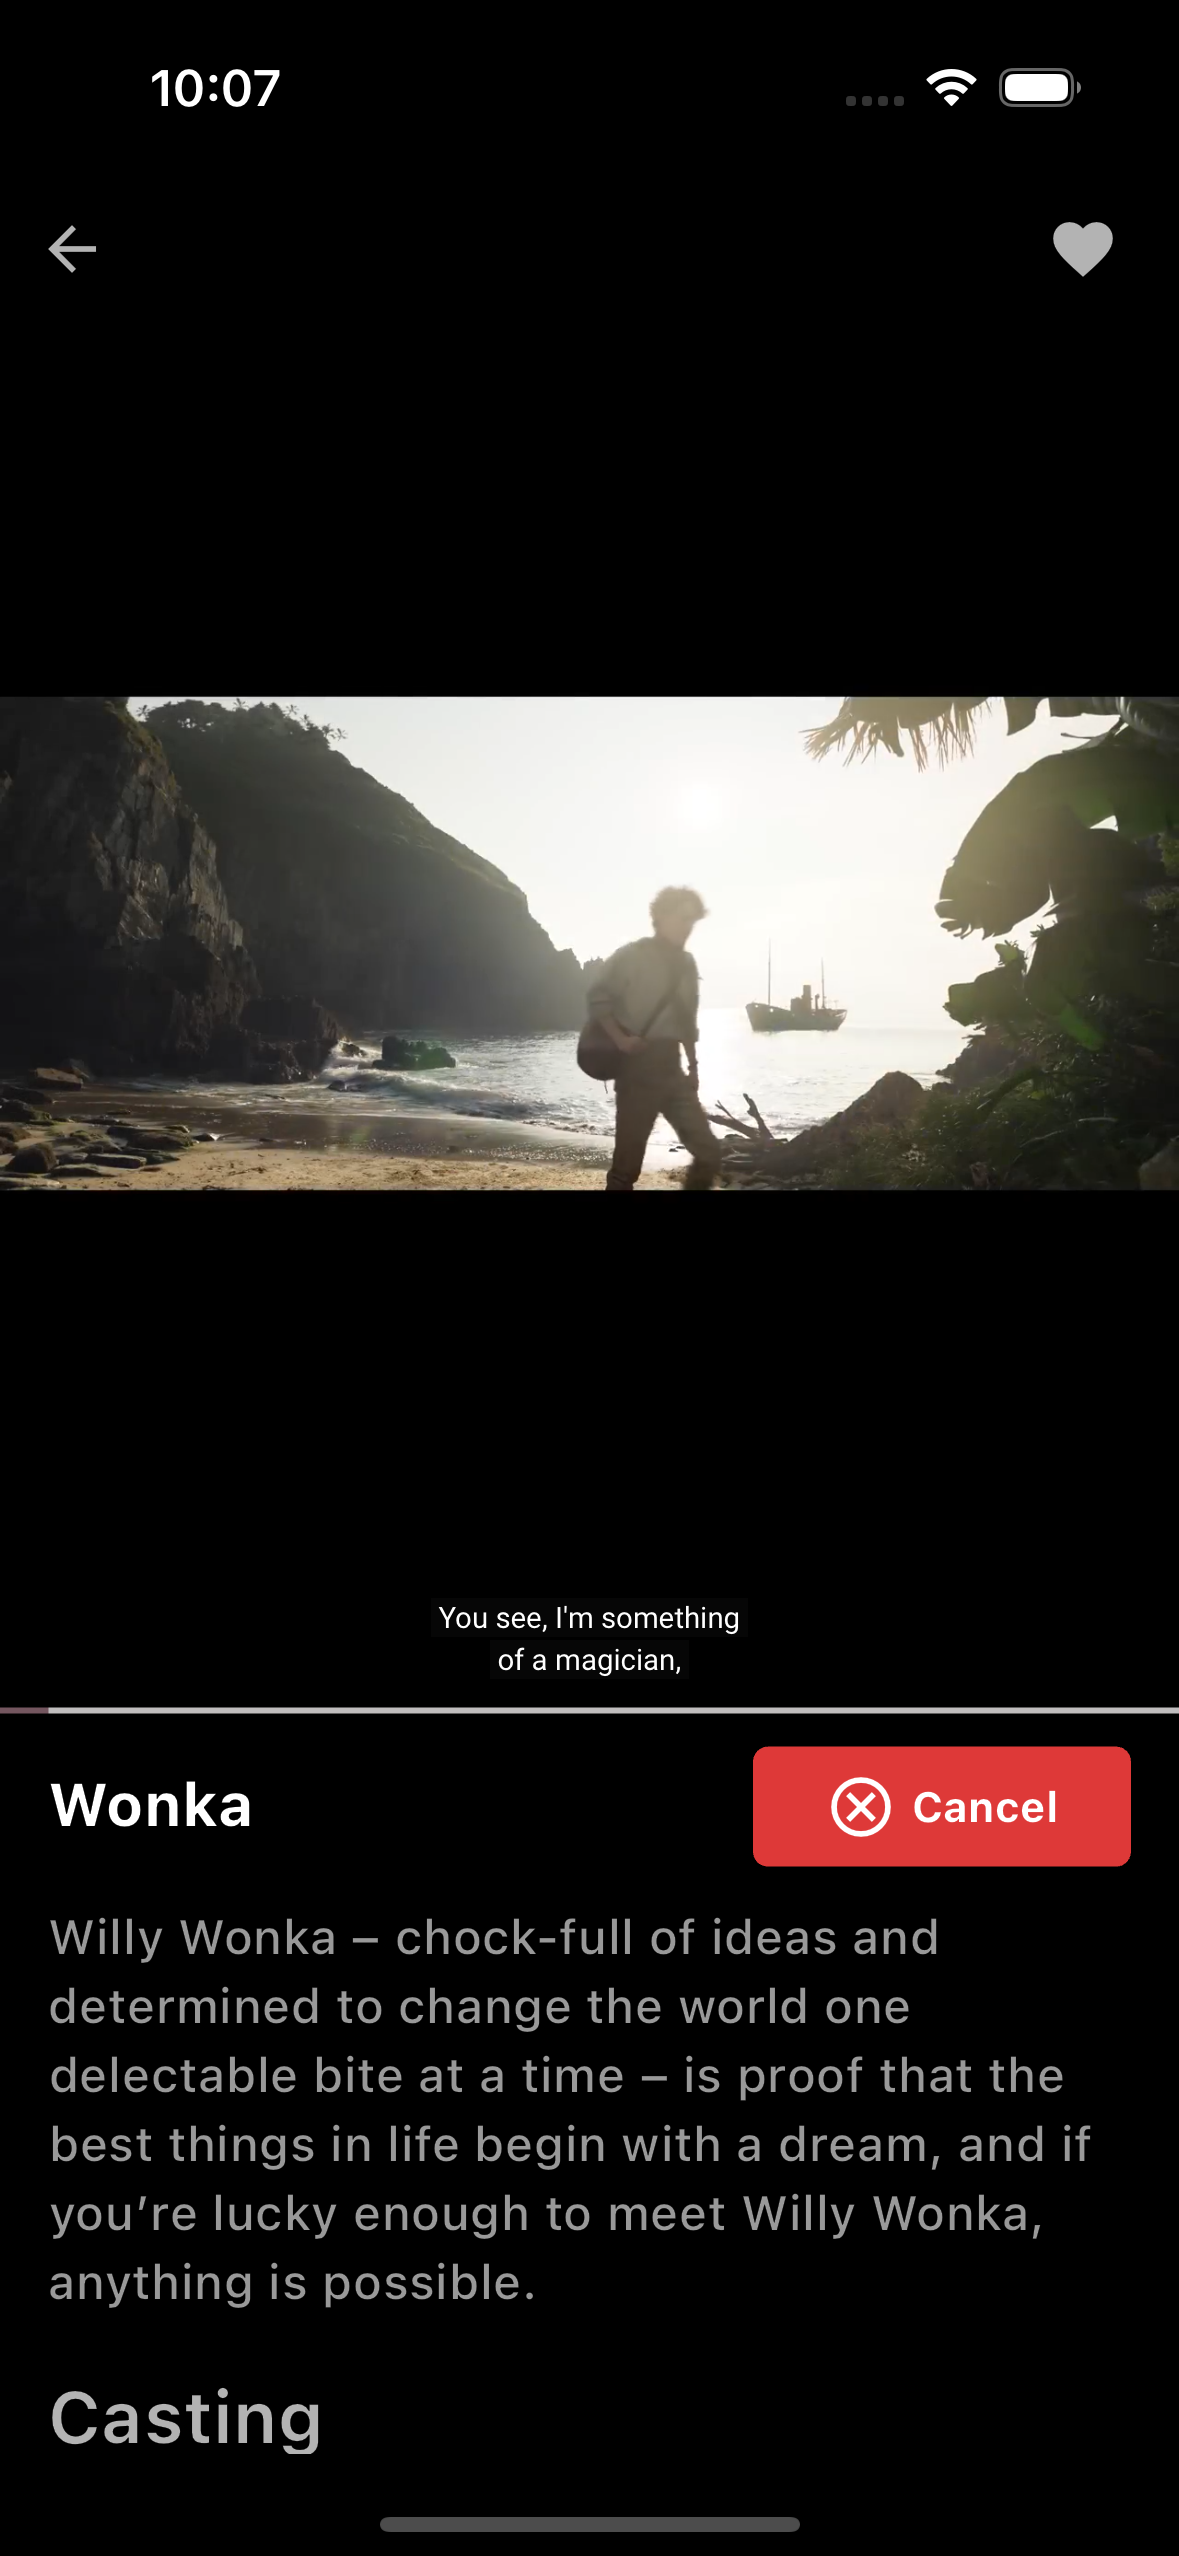 10:07
You see, I'm something
of a magician,
Wonka
Cancel
Willy Wonka – chock-full of ideas and
determined to change the world one
delectable bite at a time – is proof that the
best things in life begin with a dream, and if
you’re lucky enough to meet Willy Wonka,
anything is possible.
Casting